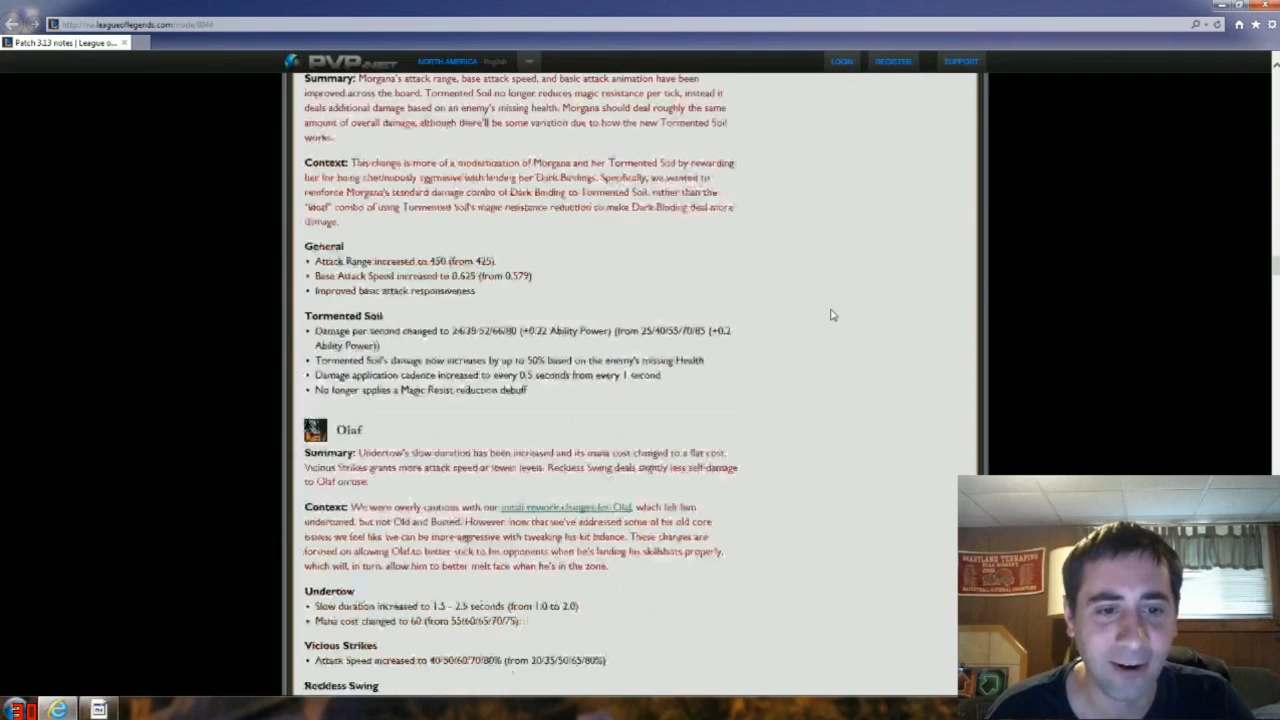 http://na.leagueoflegends.com/node/8044
Patch 3.13 notes | League o...
PVP.NET
NORTH AMERICA - English
LOGIN
REGISTER
SUPPORT
Summary: Morgana's attack range, base attack speed, and basic attack animation have been
improved across the board. Tormented Soil no longer reduces magic resistance per tick, instead it
deals additional damage based on an enemy's missing health. Morgana should deal roughly the same
amount of overall damage, although there'll be some variation due to how the new Tormented Soil
works.
Context: This change is more of a modernization of Morgana and her Tormented Soil by rewarding
her for being continuously aggressive with landing her Dark Bindings. Specifically, we wanted to
reinforce Morgana's standard damage combo of Dark Binding to Tormented Soil, rather than the
"ideal" combo of using Tormented Soil's magic resistance reduction to make Dark Binding deal more
damage.
General
• Attack Range increased to 450 (from 425).
• Base Attack Speed increased to 0.625 (from 0.579)
• Improved basic attack responsiveness
Tormented Soil
• Damage per second changed to 24/38/52/66/80 (+0.22 Ability Power) (from 25/40/55/70/85 (+0.2
Ability Power))
• Tormented Soil's damage now increases by up to 50% based on the enemy's missing Health
• Damage application cadence increased to every 0.5 seconds from every 1 second
• No longer applies a Magic Resist reduction debuff
Olaf
Summary: Undertow's slow duration has been increased and its mana cost changed to a flat cost.
Vicious Strikes grants more attack speed at lower levels. Reckless Swing deals slightly less self-damage
to Olaf on use.
Context: We were overly cautious with our initial rework changes for Olaf, which left him
undertuned, but not Old and Busted. However, now that we've addressed some of his old core
issues, we feel like we can be more aggressive with tweaking his kit balance. These changes are
focused on allowing Olaf to better stick to his opponents when he's landing his skillshots properly,
which will, in turn, allow him to better melt face when he's in the zone.
Undertow
• Slow duration increased to 1.5 - 2.5 seconds (from 1.0 to 2.0)
• Mana cost changed to 60 (from 55/60/65/70/75)
Vicious Strikes
• Attack Speed increased to 40/50/60/70/80% (from 20/35/50/65/80%)
Reckless Swing
MARYLAND TERRAPINS
30